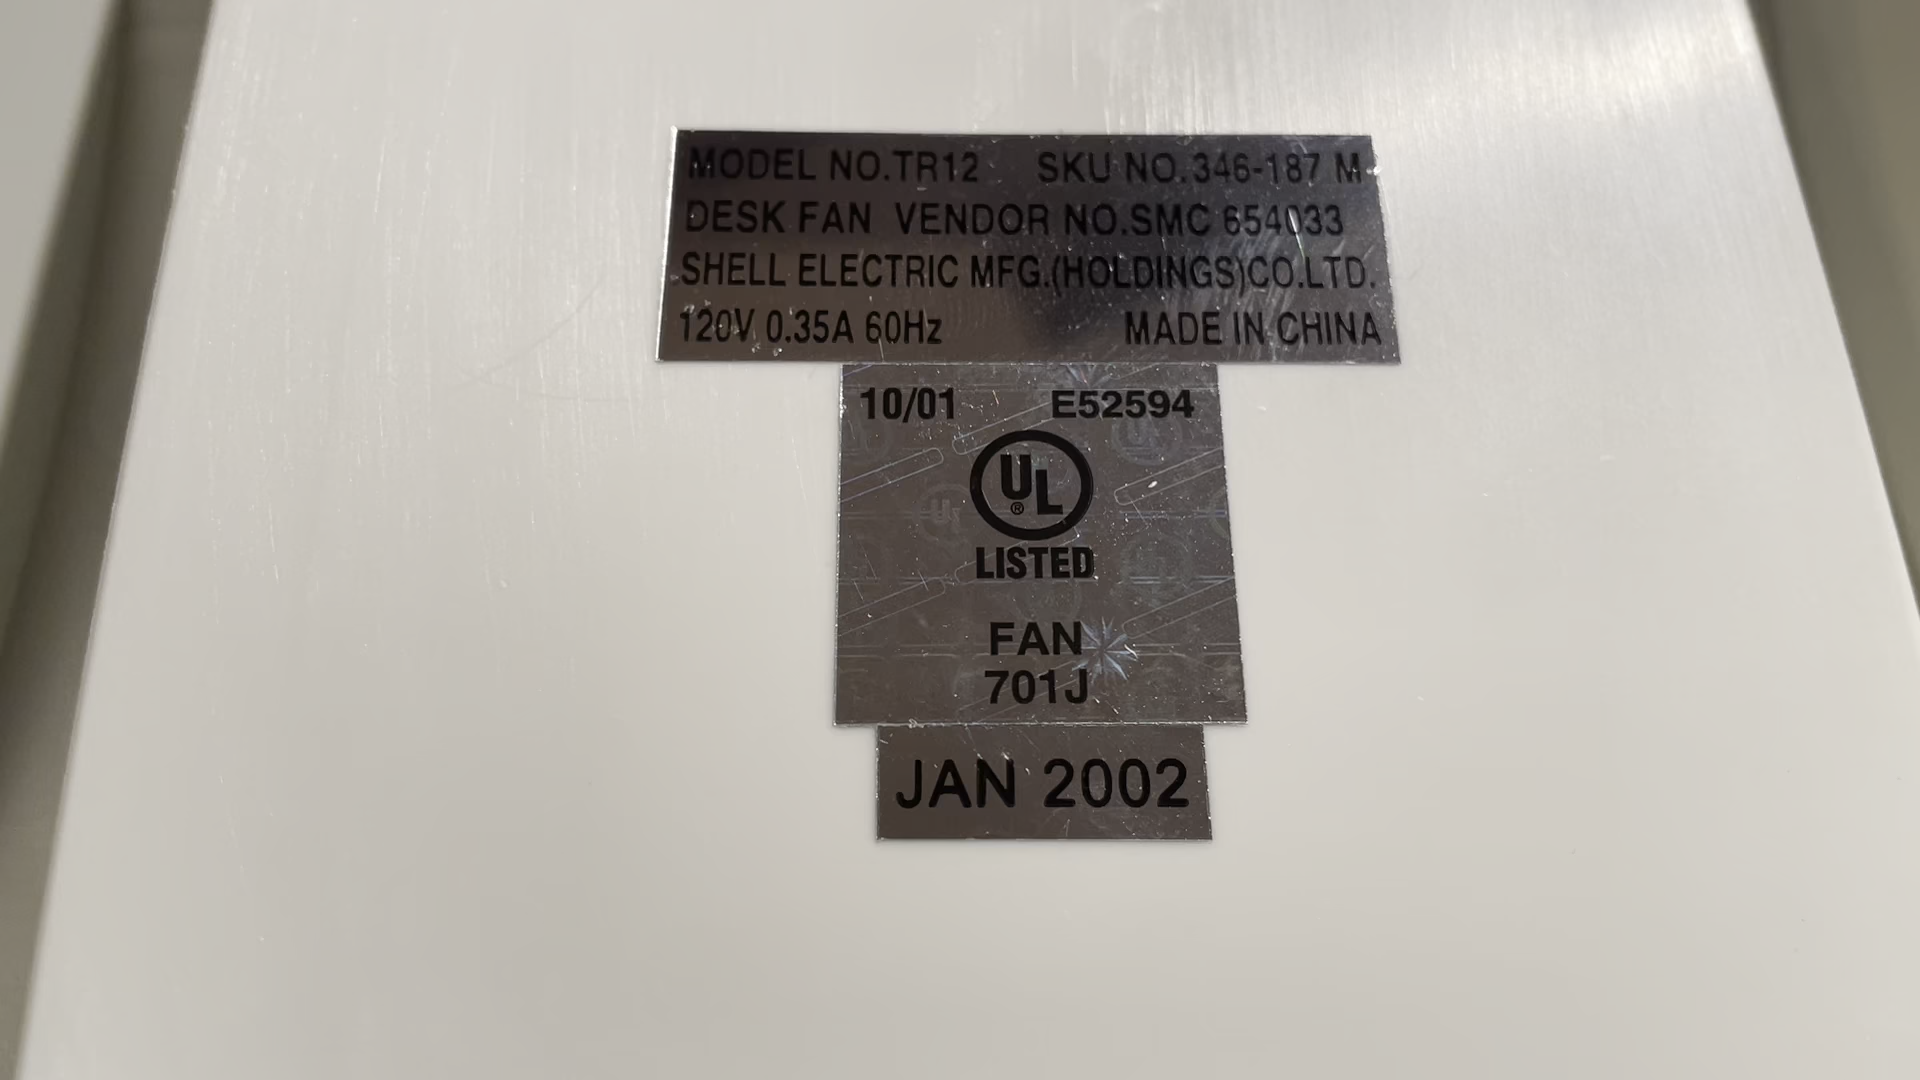 MODEL NO.TR12 SKU NO.346-187 M
DESK FAN VENDOR NO.SMC 654033
SHELL ELECTRIC MFG.(HOLDINGS)CO.LTD.
120V 0.35A 60Hz MADE IN CHINA
10/01 E52594
UL®
LISTED
FAN
701J
JAN 2002